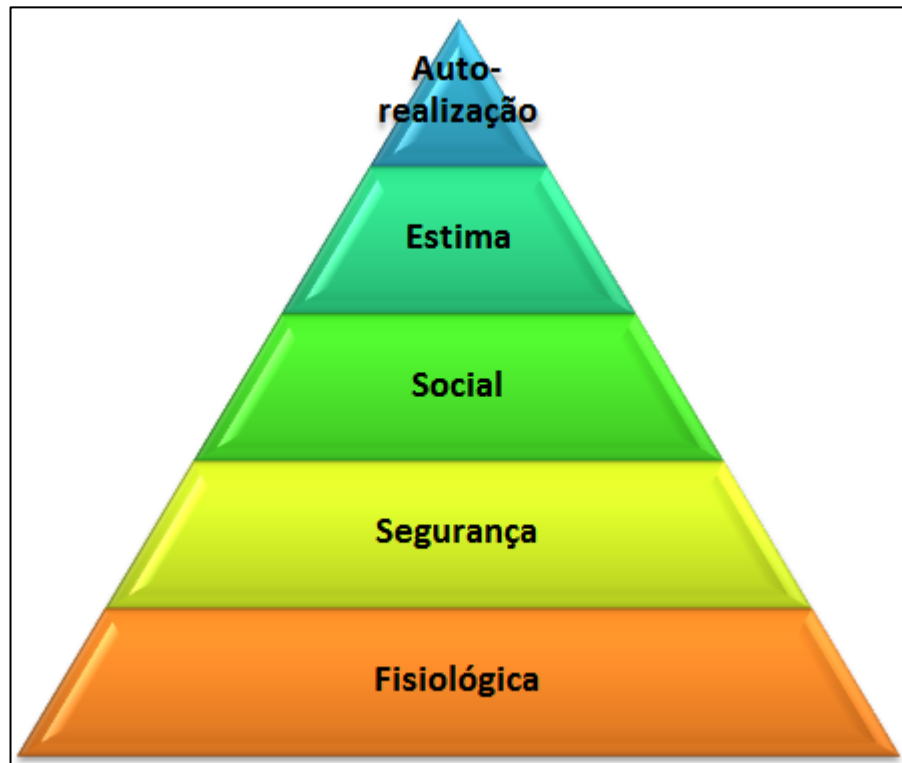 Auto-
realização
Estima
Social
Segurança
Fisiológica